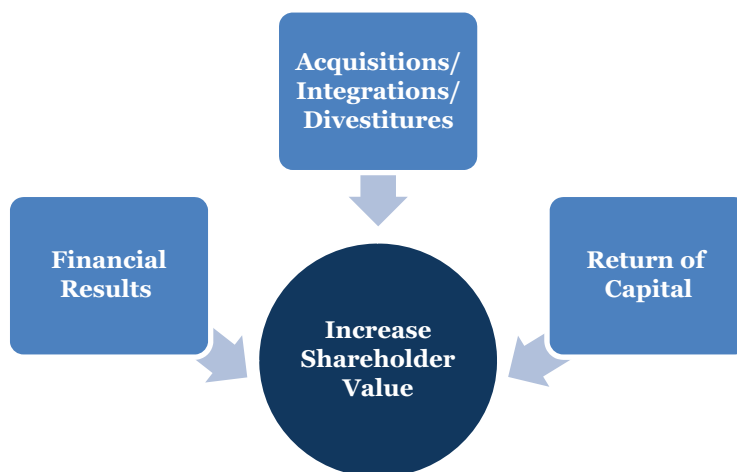 Acquisitions/
Integrations/
Divestitures
Financial
Results
Return of
Capital
Increase
Shareholder
Value